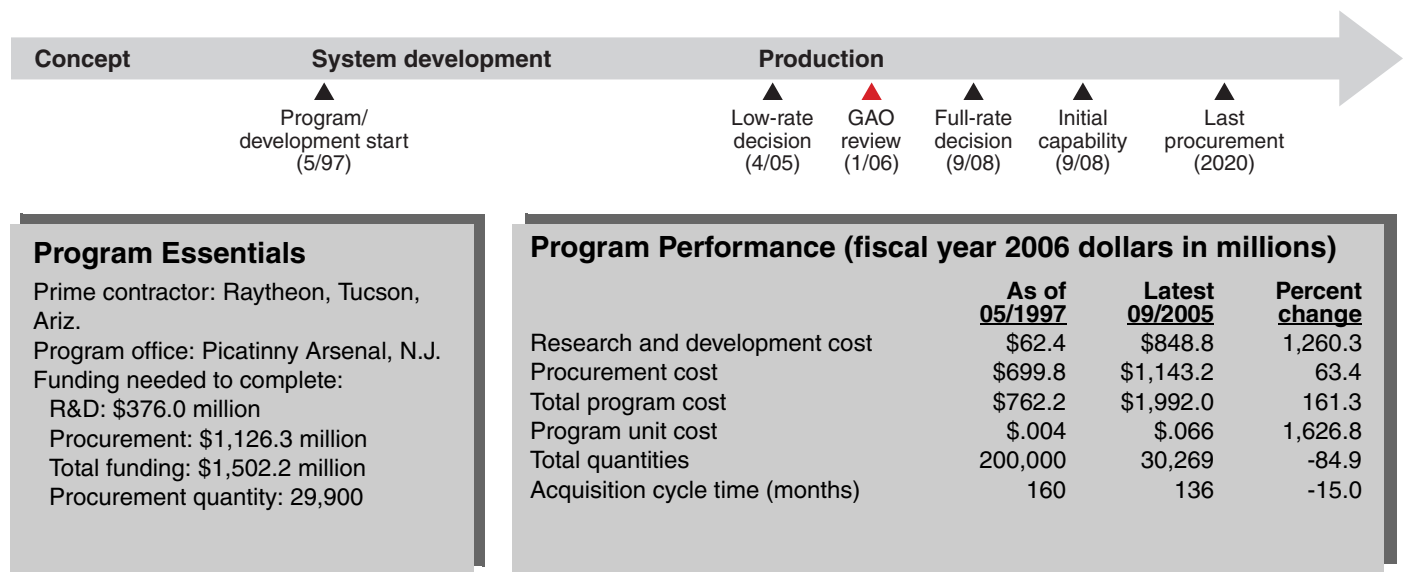 Concept System development Production
Program/
development start
(5/97)
Low-rate
decision
(4/05)
GAO
review
(1/06)
Full-rate
decision
(9/08)
Initial
capability
(9/08)
Last
procurement
(2020)
Program Essentials
Prime contractor: Raytheon, Tucson,
Ariz.
Program office: Picatinny Arsenal, N.J.
Funding needed to complete:
R&D: $376.0 million
Procurement: $1,126.3 million
Total funding: $1,502.2 million
Procurement quantity: 29,900
Program Performance (fiscal year 2006 dollars in millions)
As of Latest Percent
05/1997 09/2005 change
Research and development cost $62.4 $848.8 1,260.3
Procurement cost $699.8 $1,143.2 63.4
Total program cost $762.2 $1,992.0 161.3
Program unit cost $.004 $.066 1,626.8
Total quantities 200,000 30,269 -84.9
Acquisition cycle time (months) 160 136 -15.0